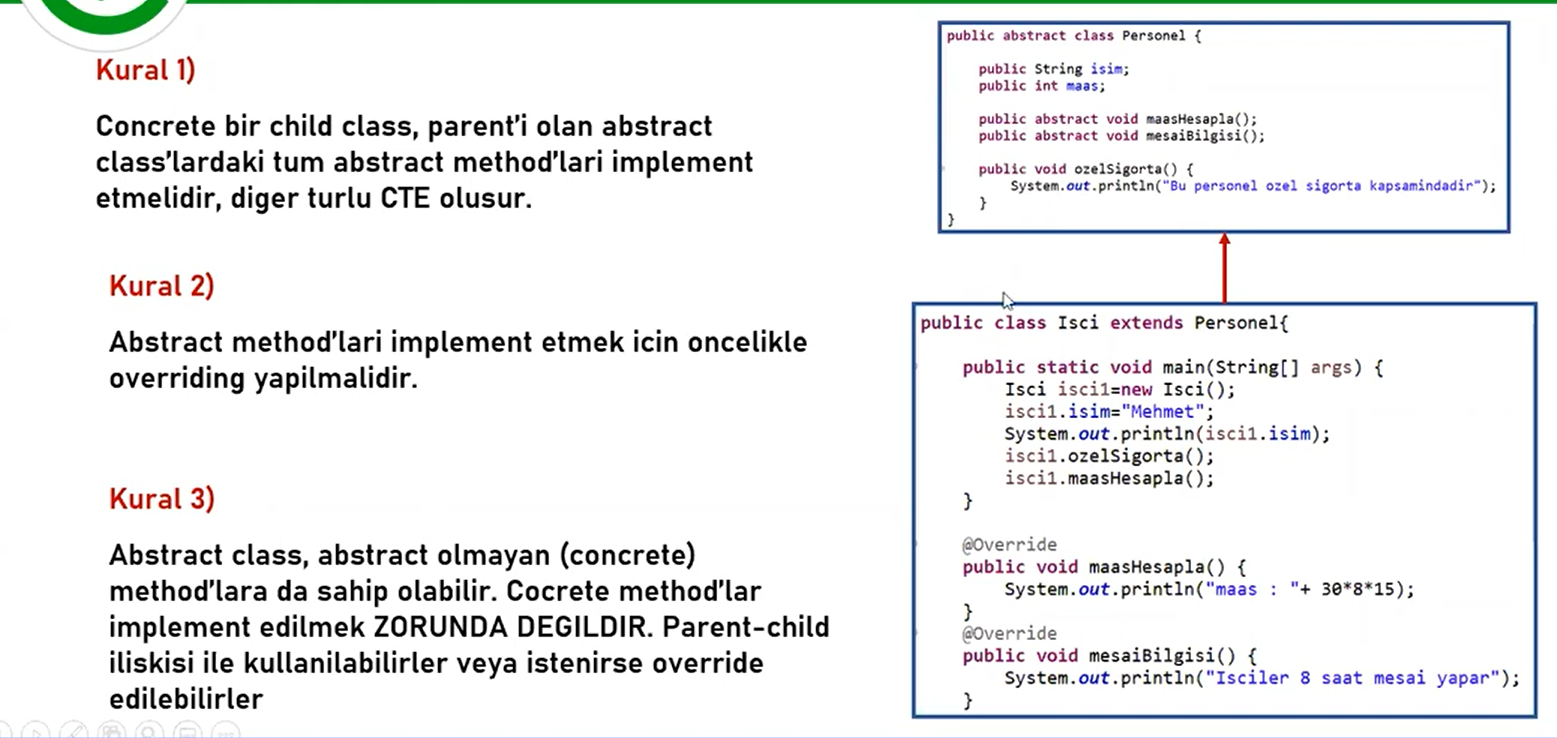 Kural 1)
Concrete bir child class, parent'i olan abstract
class'lardaki tum abstract method'lari implement
etmelidir, diger turlu CTE olusur.
Kural 2)
Abstract method'lari implement etmek icin oncelikle
overriding yapilmalidir.
Kural 3)
Abstract class, abstract olmayan (concrete)
method'lara da sahip olabilir. Cocrete method'lar
implement edilmek ZORUNDA DEGILDIR. Parent-child
iliskisi ile kullanilabilirler veya istenirse override
edilebilirler
public abstract class Personel {
public String isim;
public int maas;
public abstract void maasHesapla();
public abstract void mesaiBilgisi();
public void ozelSigorta() {
System.out.println("Bu personel ozel sigorta kapsamindadir");
}
}
public class Isci extends Personel{
public static void main(String[] args) {
Isci isci1=new Isci();
isci1.isim="Mehmet";
System.out.println(isci1.isim);
isci1.ozelSigorta();
isci1.maasHesapla();
}
@Override
public void maasHesapla() {
System.out.println("maas : "+ 30*8*15);
}
@Override
public void mesaiBilgisi() {
System.out.println("Isciler 8 saat mesai yapar");
}